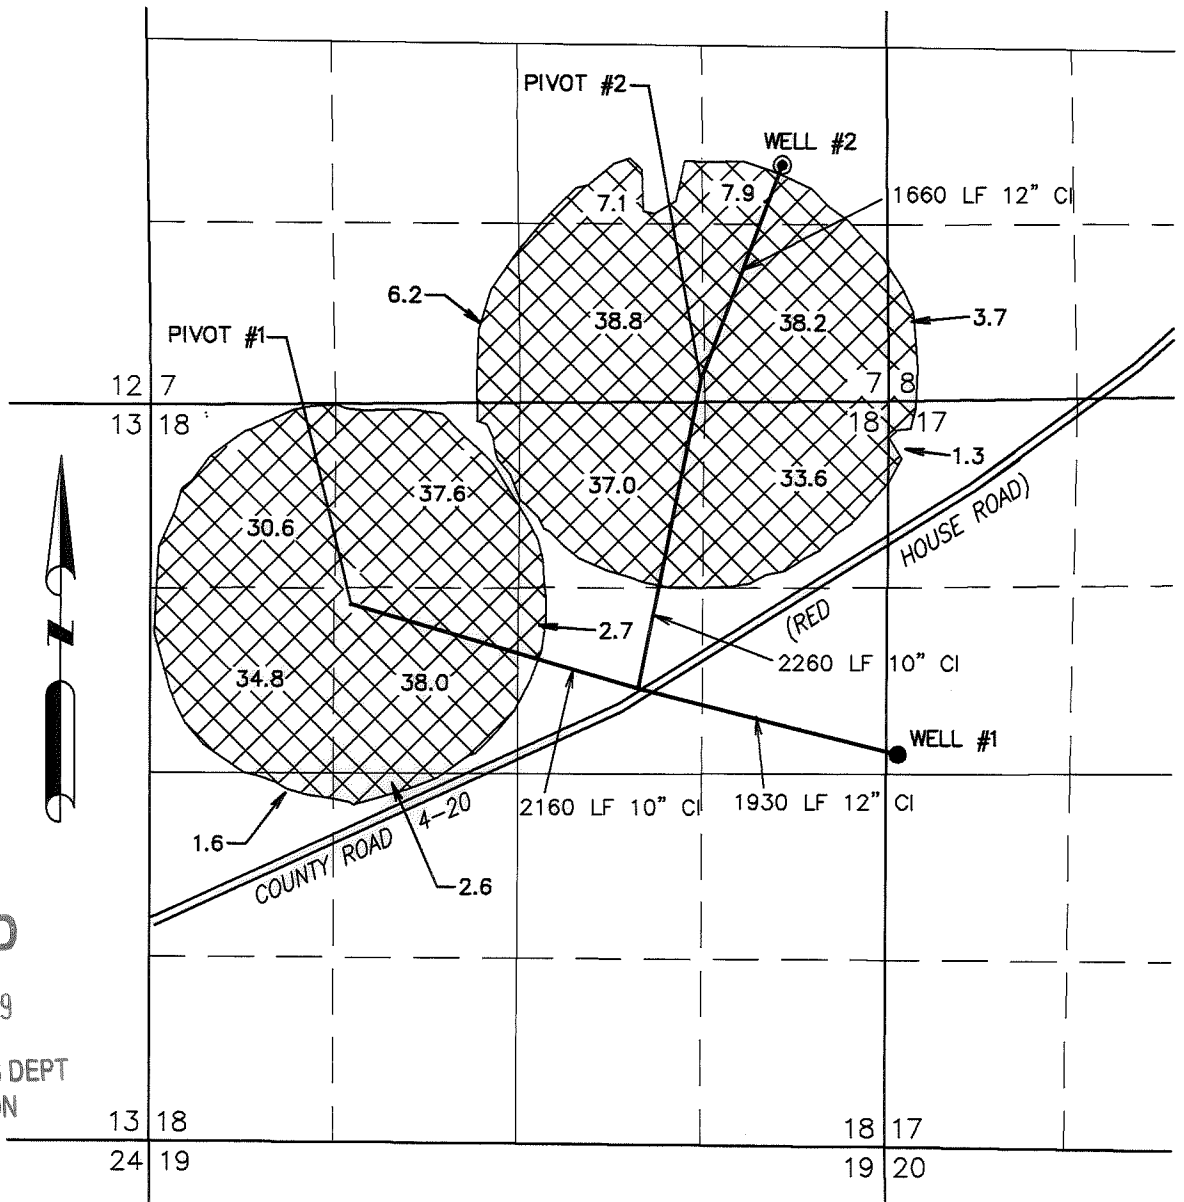 PIVOT #2
WELL #2
7.1
7.9
1660 LF 12" CI
6.2
38.8
38.2
3.7
PIVOT #1
12 7
7 8
13 18
18 17
1.3
37.6
37.0
33.6
30.6
(RED HOUSE ROAD)
N
2.7
2260 LF 10" CI
34.8
38.0
WELL #1
2160 LF 10" CI
1930 LF 12" CI
1.6
COUNTY ROAD 4-20
2.6
9
DEPT
13 18
18 17
24 19
19 20